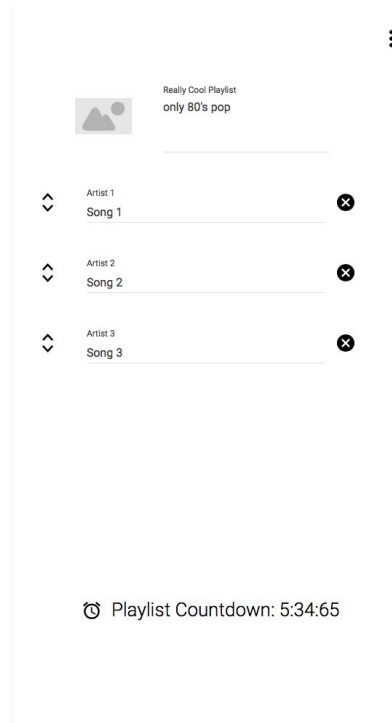 Really Cool Playlist
only 80's pop
Artist 1
Song 1
Artist 2
Song 2
Artist 3
Song 3
Playlist Countdown: 5:34:65